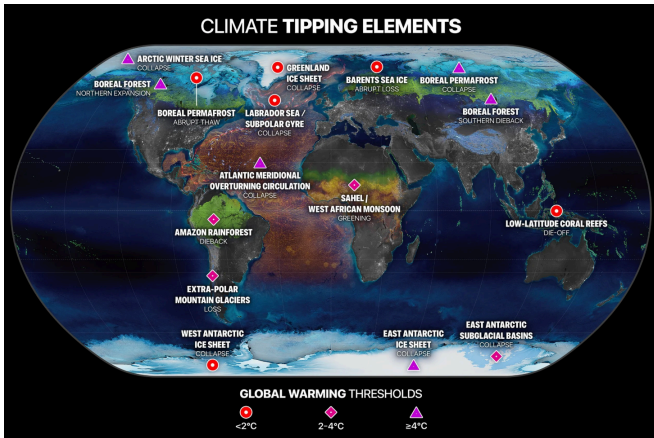 CLIMATE TIPPING ELEMENTS
ARCTIC WINTER SEA ICE
COLLAPSE
BOREAL FOREST
NORTHERN EXPANSION
BOREAL PERMAFROST
ABRUPT THAW
GREENLAND
ICE SHEET
COLLAPSE
LABRADOR SEA /
SUBPOLAR GYRE
COLLAPSE
BARENTS SEA ICE
ABRUPT LOSS
BOREAL PERMAFROST
COLLAPSE
BOREAL FOREST
SOUTHERN DIEBACK
ATLANTIC MERIDIONAL
OVERTURNING CIRCULATION
COLLAPSE
SAHEL /
WEST AFRICAN MONSOON
GREENING
AMAZON RAINFOREST
DIEBACK
LOW-LATITUDE CORAL REEFS
DIE-OFF
EXTRA-POLAR
MOUNTAIN GLACIERS
LOSS
WEST ANTARCTIC
ICE SHEET
COLLAPSE
EAST ANTARCTIC
ICE SHEET
COLLAPSE
EAST ANTARCTIC
SUBGLACIAL BASINS
COLLAPSE
GLOBAL WARMING THRESHOLDS
<2°C
2-4°C
≥4°C